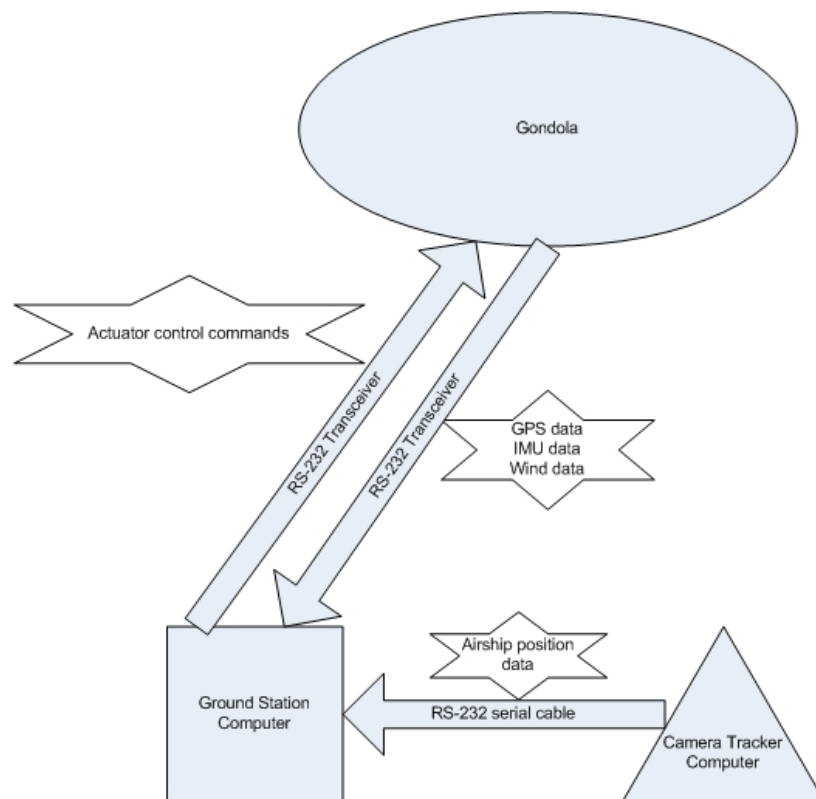 Gondola
Actuator control commands
RS-232 Transceiver
RS-232 Transceiver
GPS data
IMU data
Wind data
Airship position
data
Ground Station
Computer
RS-232 serial cable
Camera Tracker
Computer